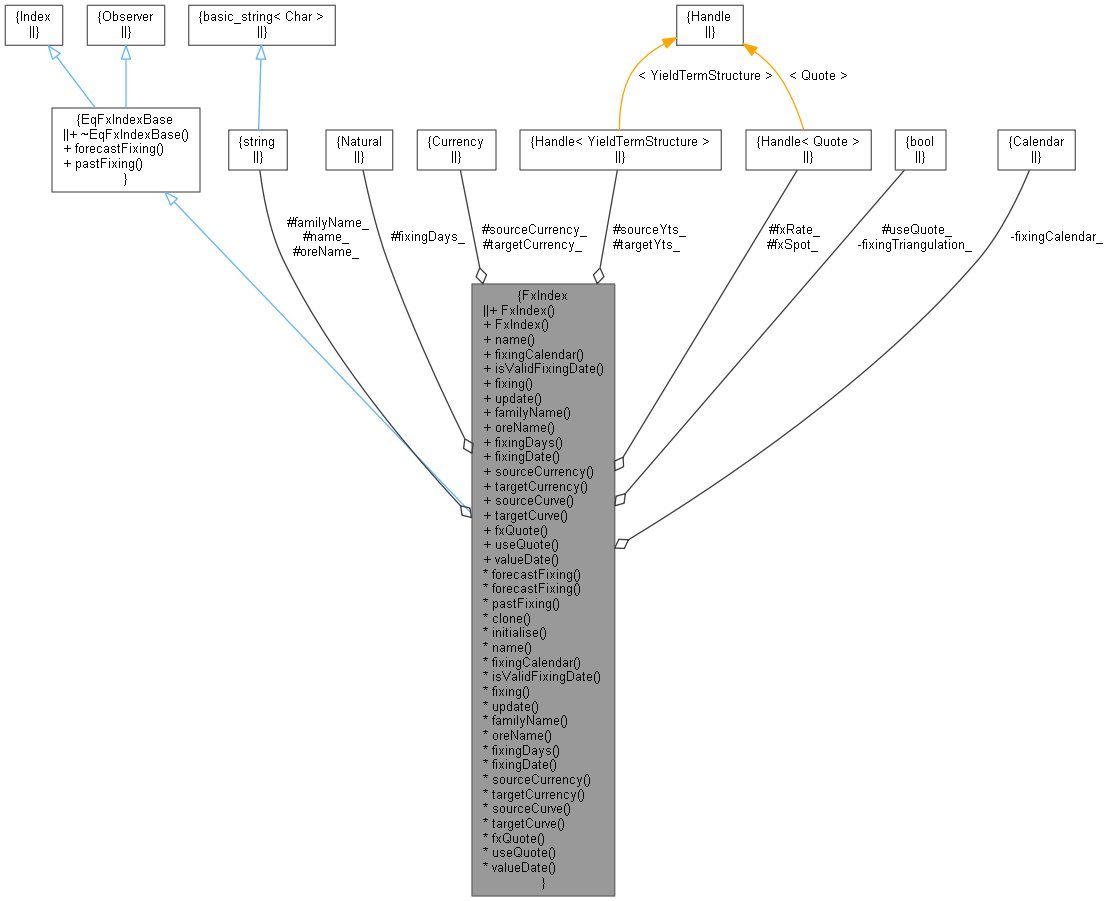 {Index
||}
{Observer
||}
{basic_string< Char >
||}
{Handle
||}
< YieldTermStructure >
< Quote >
{EqFxIndexBase
||+ ~EqFxIndexBase()
+ forecastFixing()
+ pastFixing()
}
{string
||}
{Natural
||}
{Currency
||}
{Handle< YieldTermStructure >
||}
{Handle< Quote >
||}
{bool
||}
{Calendar
||}
#familyName_
#name_
#oreName_
#fixingDays_
#sourceCurrency_
#targetCurrency_
#sourceYts_
#targetYts_
#fxRate_
#fxSpot_
#useQuote_
-fixingTriangulation_
-fixingCalendar_
{FxIndex
||+ FxIndex()
+ FxIndex()
+ name()
+ fixingCalendar()
+ isValidFixingDate()
+ fixing()
+ update()
+ familyName()
+ oreName()
+ fixingDays()
+ fixingDate()
+ sourceCurrency()
+ targetCurrency()
+ sourceCurve()
+ targetCurve()
+ fxQuote()
+ useQuote()
+ valueDate()
* forecastFixing()
* forecastFixing()
* pastFixing()
* clone()
* initialise()
* name()
* fixingCalendar()
* isValidFixingDate()
* fixing()
* update()
* familyName()
* oreName()
* fixingDays()
* fixingDate()
* sourceCurrency()
* targetCurrency()
* sourceCurve()
* targetCurve()
* fxQuote()
* useQuote()
* valueDate()
}